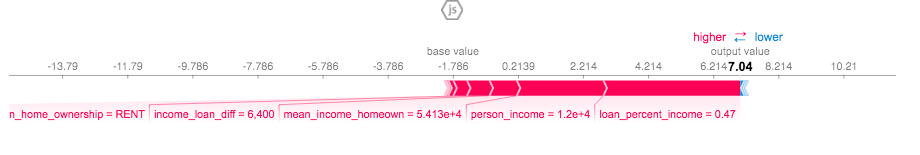 js
higher lower
base value output value
-13.79 -11.79 -9.786 -7.786 -5.786 -3.786 -1.786 0.2139 2.214 4.214 6.214 7.04 8.214 10.21
n_home_ownership = RENT income_loan_diff = 6,400 mean_income_homeown = 5.413e+4 person_income = 1.2e+4 loan_percent_income = 0.47